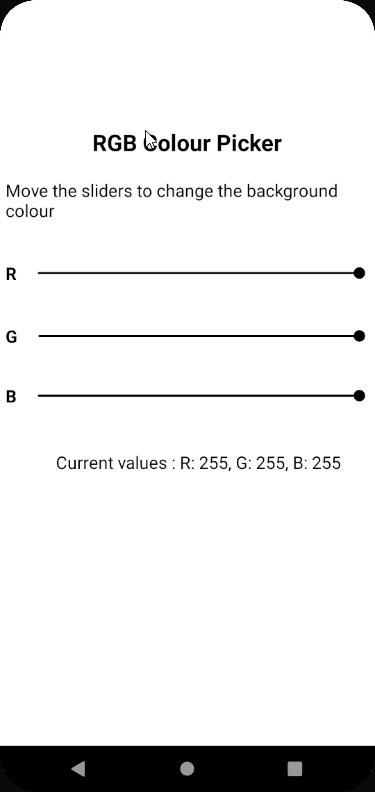 RGB Colour Picker
Move the sliders to change the background
colour
R
G
B
Current values : R: 255, G: 255, B: 255